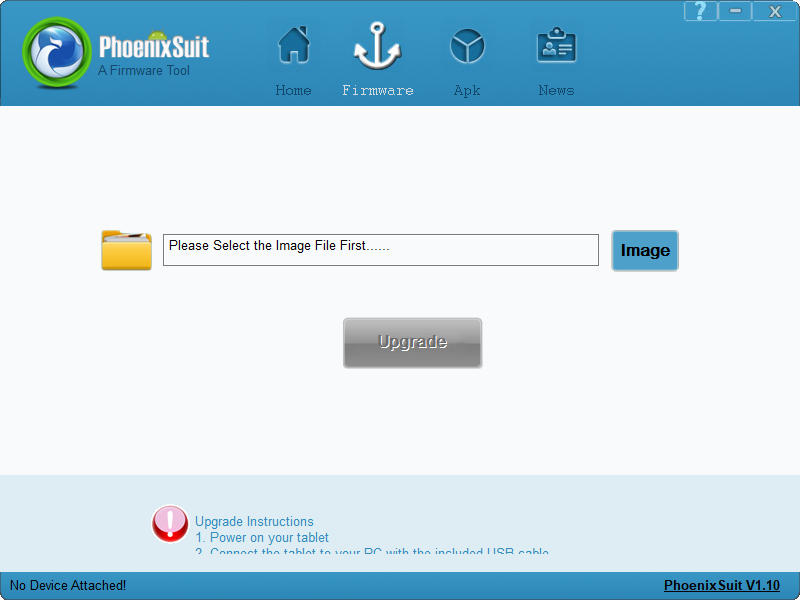 ?
X
PhoenixSuit
A Firmware Tool
Home
Firmware
Apk
News
Please Select the Image File First......
Image
Upgrade
Upgrade Instructions
1. Power on your tablet
2. Connect the tablet to your PC with the included USB cable
No Device Attached!
PhoenixSuit V1.10